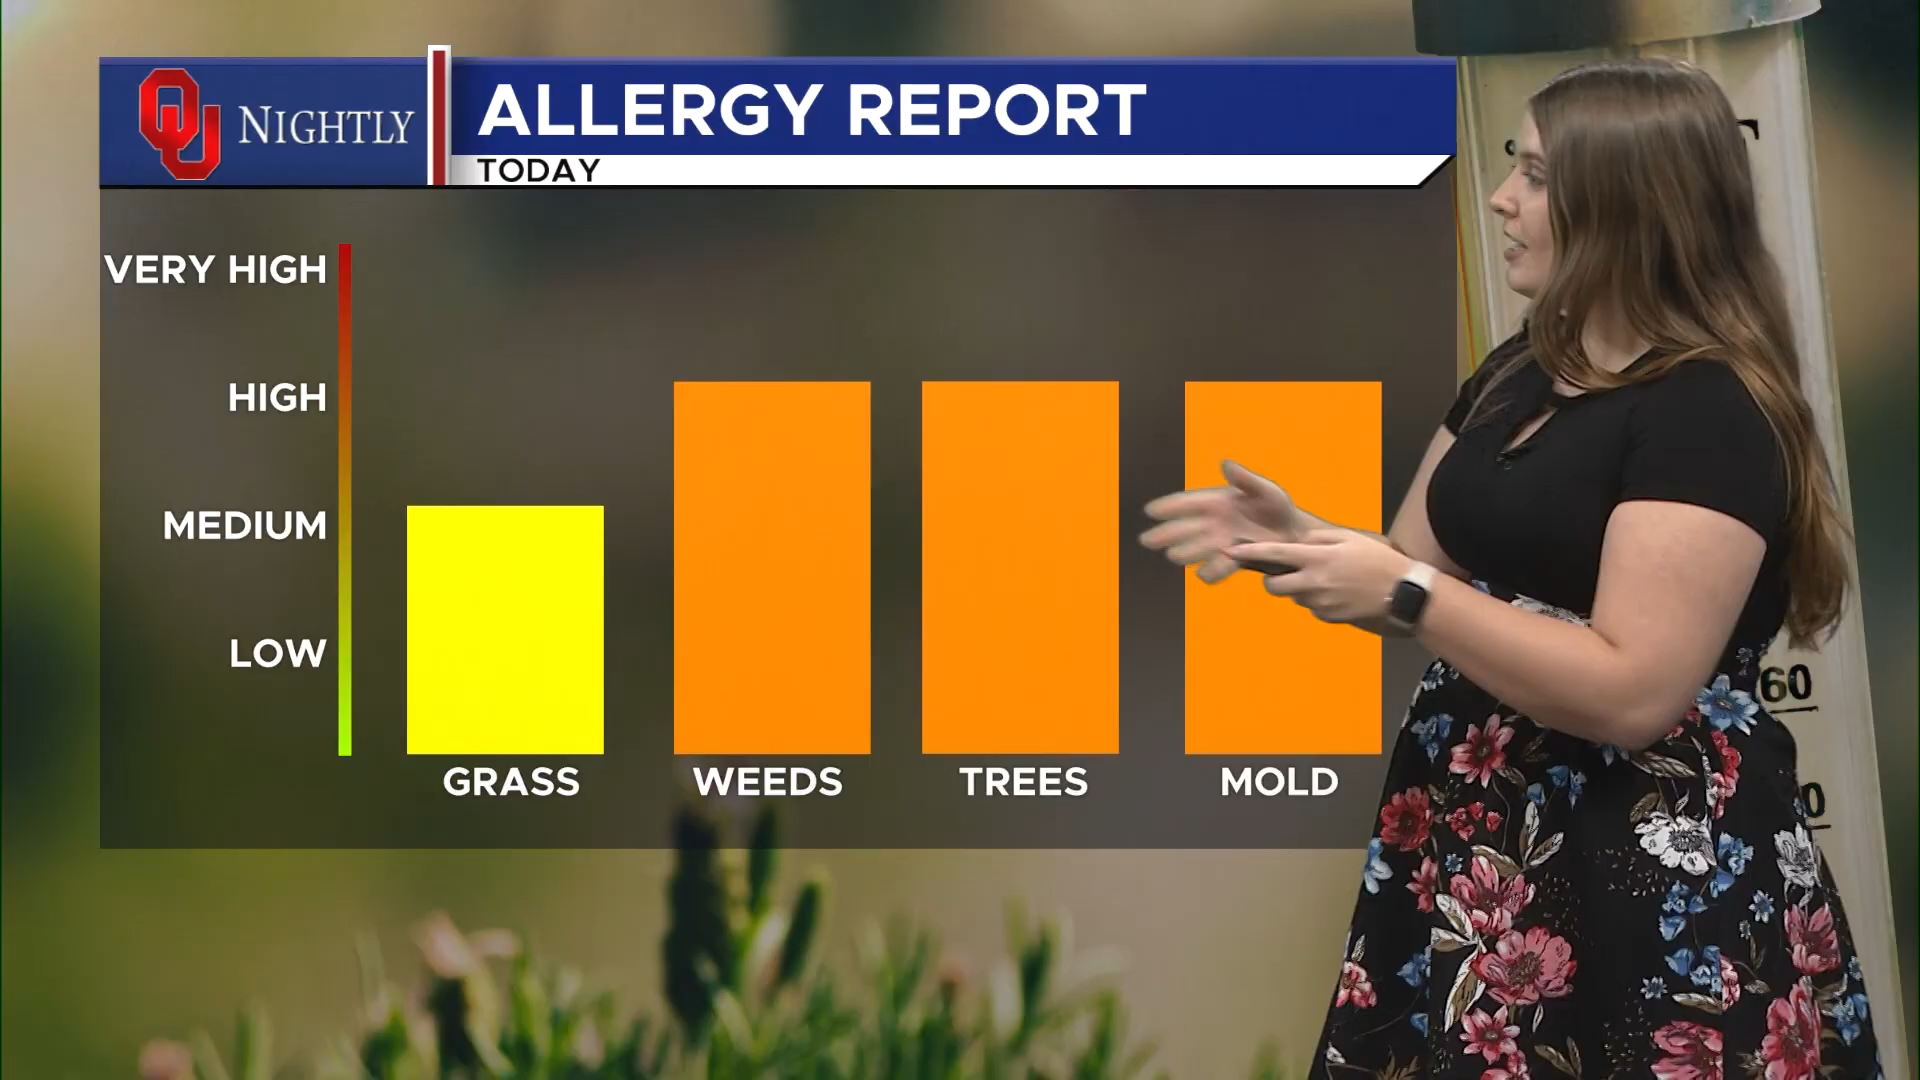 OU NIGHTLY
ALLERGY REPORT
TODAY
VERY HIGH
HIGH
MEDIUM
LOW
GRASS
WEEDS
TREES
MOLD
60